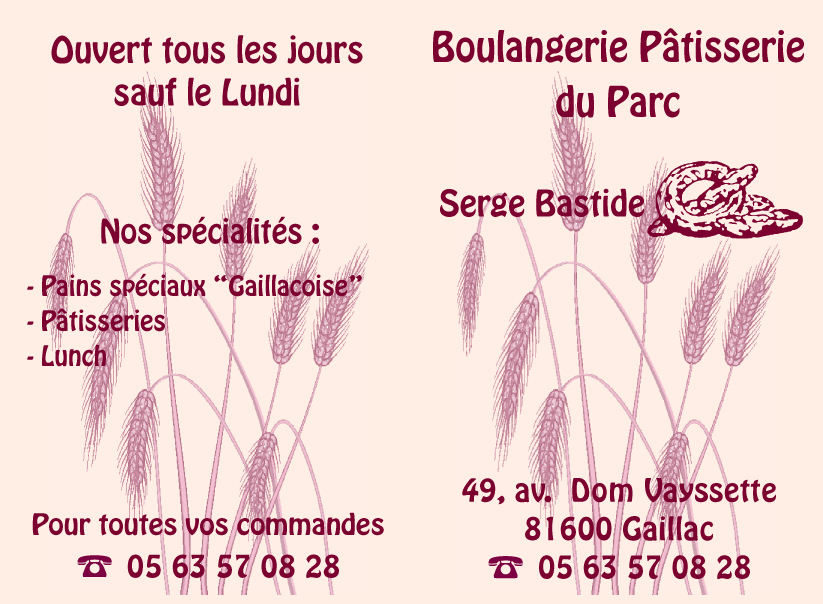 Ouvert tous les jours
sauf le Lundi
Nos spécialités :
- Pains spéciaux “Gaillacoise”
- Pâtisseries
- Lunch
Pour toutes vos commandes
☎ 05 63 57 08 28
Boulangerie Pâtisserie
du Parc
Serge Bastide
49, av. Dom Vayssette
81600 Gaillac
☎ 05 63 57 08 28